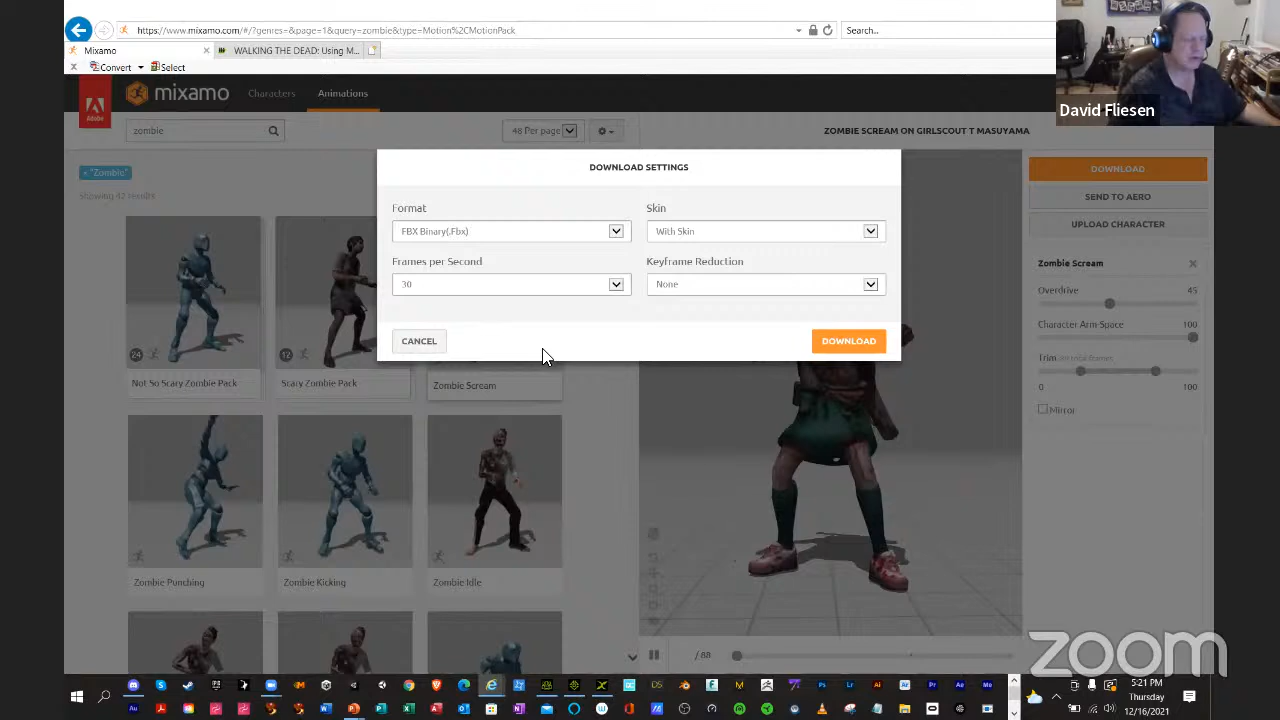 https://www.mixamo.com/#/?genres=&page=1&query=zombie&type=Motion%2CMotionPack
Search...
Mixamo
WALKING THE DEAD: Using M...
Convert
Select
David Fliesen
Adobe
mixamo
Characters
Animations
zombie
48 Per page
ZOMBIE SCREAM ON GIRLSCOUT T MASUYAMA
DOWNLOAD SETTINGS
DOWNLOAD
"Zombie"
SEND TO AERO
UPLOAD CHARACTER
Format
Skin
FBX Binary(.Fbx)
With Skin
Frames per Second
Keyframe Reduction
30
None
CANCEL
DOWNLOAD
Zombie Scream
Overdrive
45
Character Arm-Space
100
Trim
0
100
Mirror
24
12
Not So Scary Zombie Pack
Scary Zombie Pack
Zombie Scream
Zombie Punching
Zombie Kicking
Zombie Idle
/ 88
zoom
5:21 PM
Thursday
12/16/2021